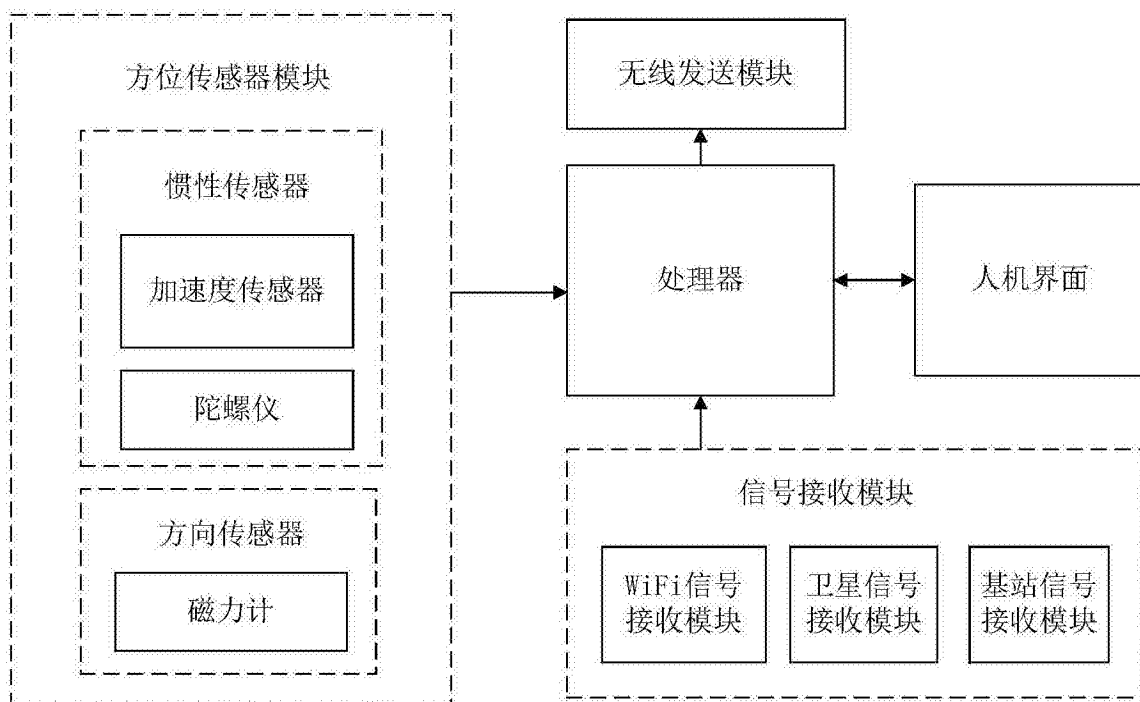 方位传感器模块
惯性传感器
加速度传感器
陀螺仪
方向传感器
磁力计
无线发送模块
处理器
人机界面
信号接收模块
WiFi信号
接收模块
卫星信号
接收模块
基站信号
接收模块